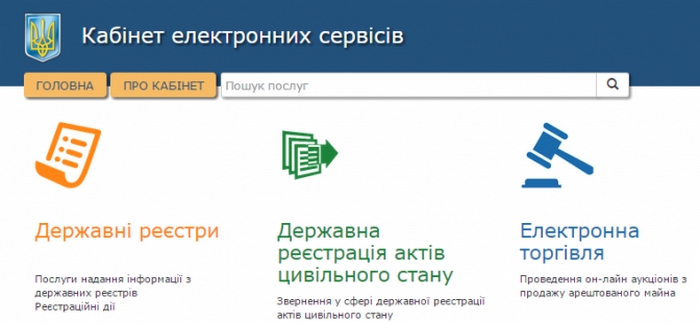 Кабінет електронних сервісів
ГОЛОВНА
ПРО КАБІНЕТ
Пошук послуг
Державні реєстри
Послуги надання інформації з
державних реєстрів
Реєстраційні дії
Державна
реєстрація актів
цивільного стану
Звернення у сфері державної реєстрації
актів цивільного стану
Електронна
торгівля
Проведення он-лайн аукціонів з
продажу арештованого майна